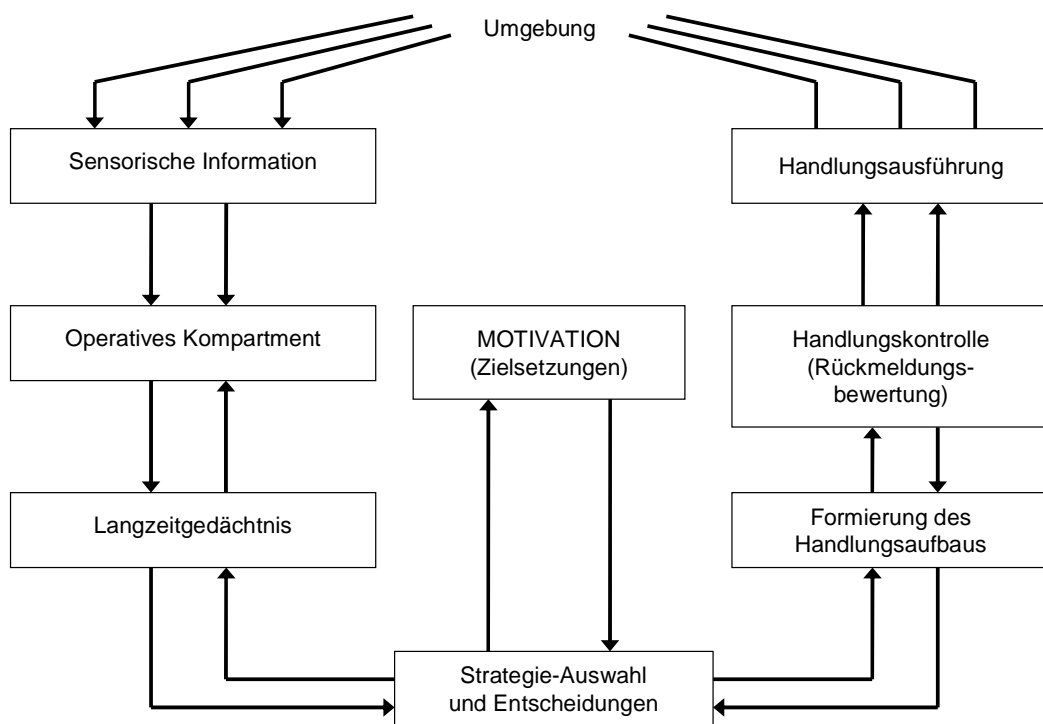 Umgebung
Sensorische Information
Handlungsausführung
Operatives Kompartment
MOTIVATION
(Zielsetzungen)
Handlungskontrolle
(Rückmeldungs-
bewertung)
Langzeitgedächtnis
Formierung des
Handlungsaufbaus
Strategie-Auswahl
und Entscheidungen